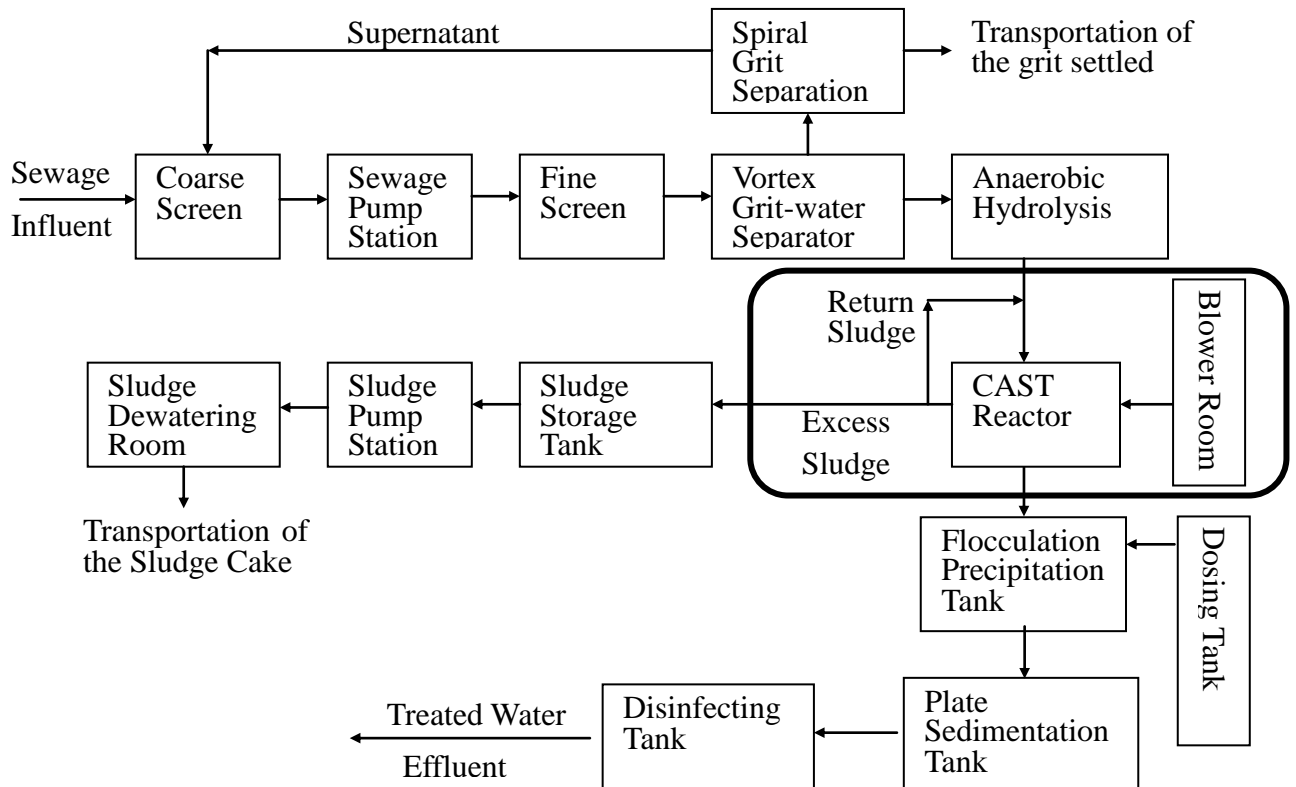 Supernatant
Spiral
Grit
Separation
Transportation of
the grit settled
Sewage
Influent
Coarse
Screen
Sewage
Pump
Station
Fine
Screen
Vortex
Grit-water
Separator
Anaerobic
Hydrolysis
Return
Sludge
Blower Room
Sludge
Dewatering
Room
Sludge
Pump
Station
Sludge
Storage
Tank
Excess
Sludge
CAST
Reactor
Transportation of
the Sludge Cake
Flocculation
Precipitation
Tank
Dosing Tank
Treated Water
Effluent
Disinfecting
Tank
Plate
Sedimentation
Tank